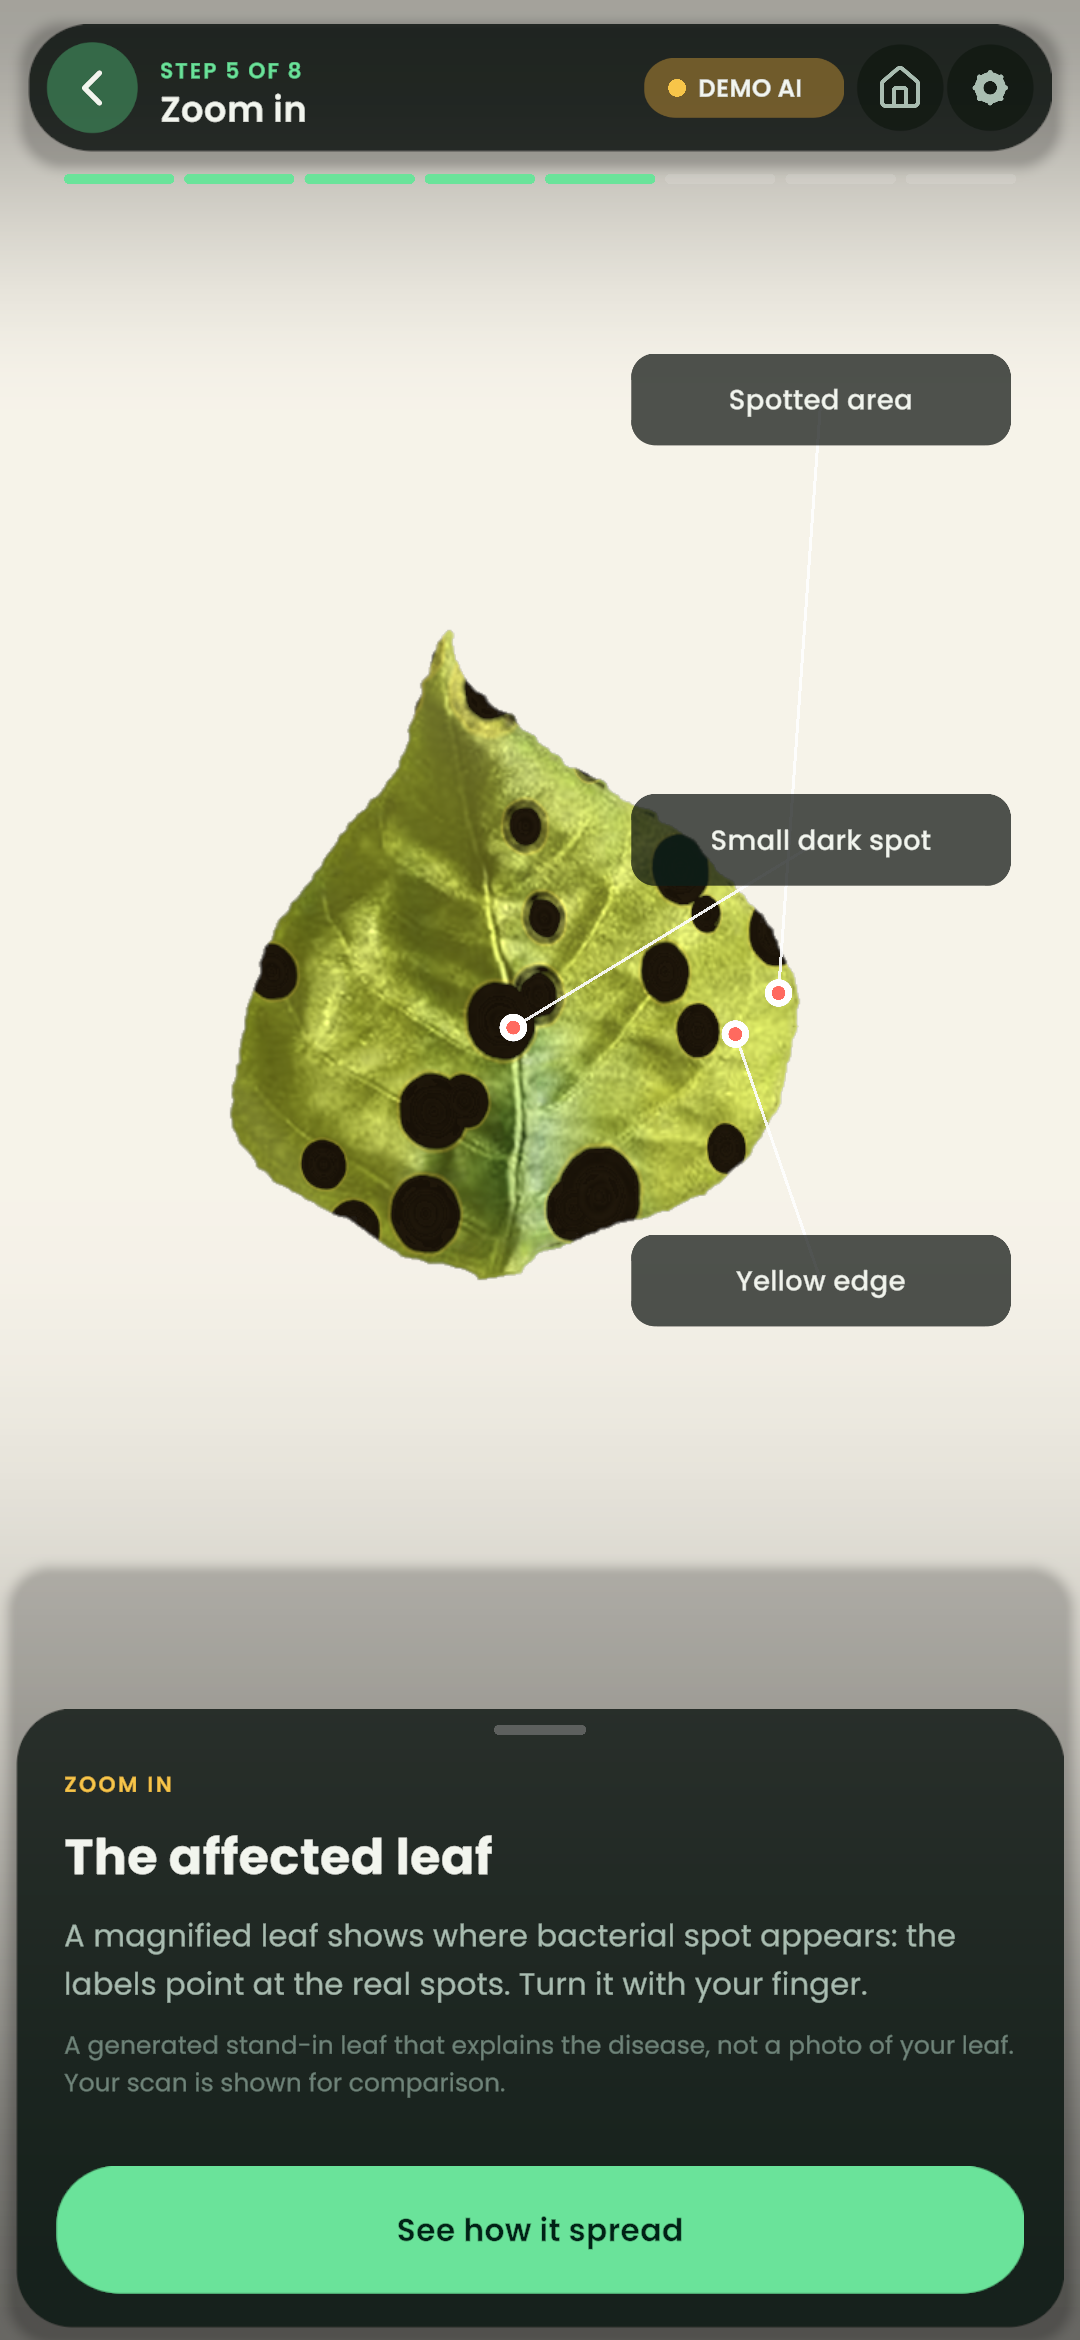 STEP 5 OF 8
Zoom in
DEMO AI
Spotted area
Small dark spot
Yellow edge
ZOOM IN
The affected leaf
A magnified leaf shows where bacterial spot appears: the
labels point at the real spots. Turn it with your finger.
A generated stand-in leaf that explains the disease, not a photo of your leaf.
Your scan is shown for comparison.
See how it spread